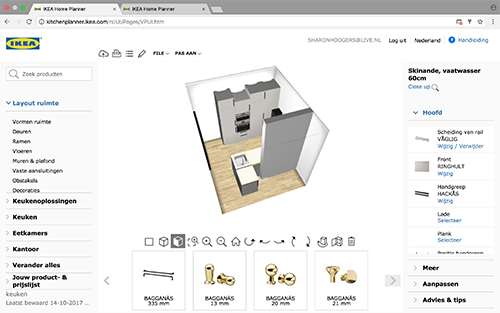 IKEA Home Planner
IKEA Home Planner
kitchenplanner.ikea.com/nl/UI/Pages/VPUI.htm
IKEA
SHARONHOOGERS@LIVE.NL
Log uit
Nederland
Handleiding
FILE
PAS AAN
Zoek producten
Layout ruimte
Vormen ruimte
Deuren
Ramen
Vloeren
Muren & plafond
Vaste aansluitingen
Obstakels
Decoraties
Keukenoplossingen
Keuken
Eetkamers
Kantoor
Verander alles
Jouw product- &
prijslijst
keuken
Laatst bewaard 14-10-2017 ...
BAGGANÄS
335 mm
BAGGANÄS
13 mm
BAGGANÄS
20 mm
BAGGANÄS
21 mm
Skinande, vaatwasser
60cm
Close up
Hoofd
Scheiding van rail
VÅGLIG
Wijzig / Verwijder
Front
RINGHULT
Wijzig
Handgreep
HACKÅS
Wijzig
Lade
Selecteer
Plank
Selecteer
Meer
Aanpassen
Advies & tips